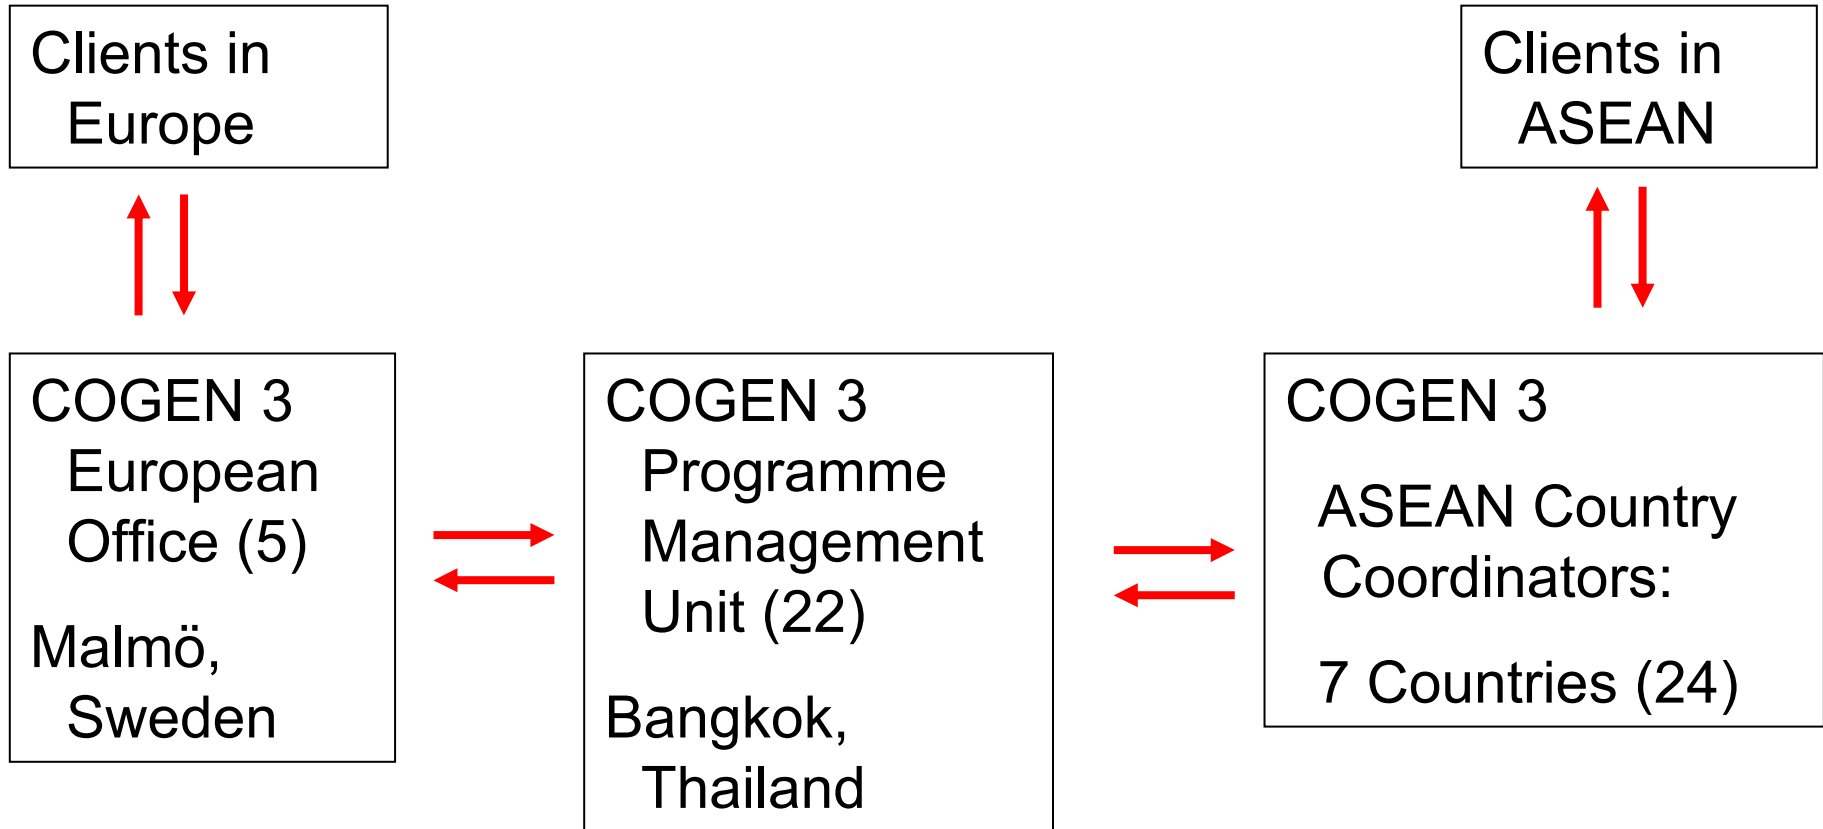 Clients in
Europe
Clients in
ASEAN
COGEN 3
European
Office (5)
Malmö,
Sweden
COGEN 3
Programme
Management
Unit (22)
Bangkok,
Thailand
COGEN 3
ASEAN Country
Coordinators:
7 Countries (24)